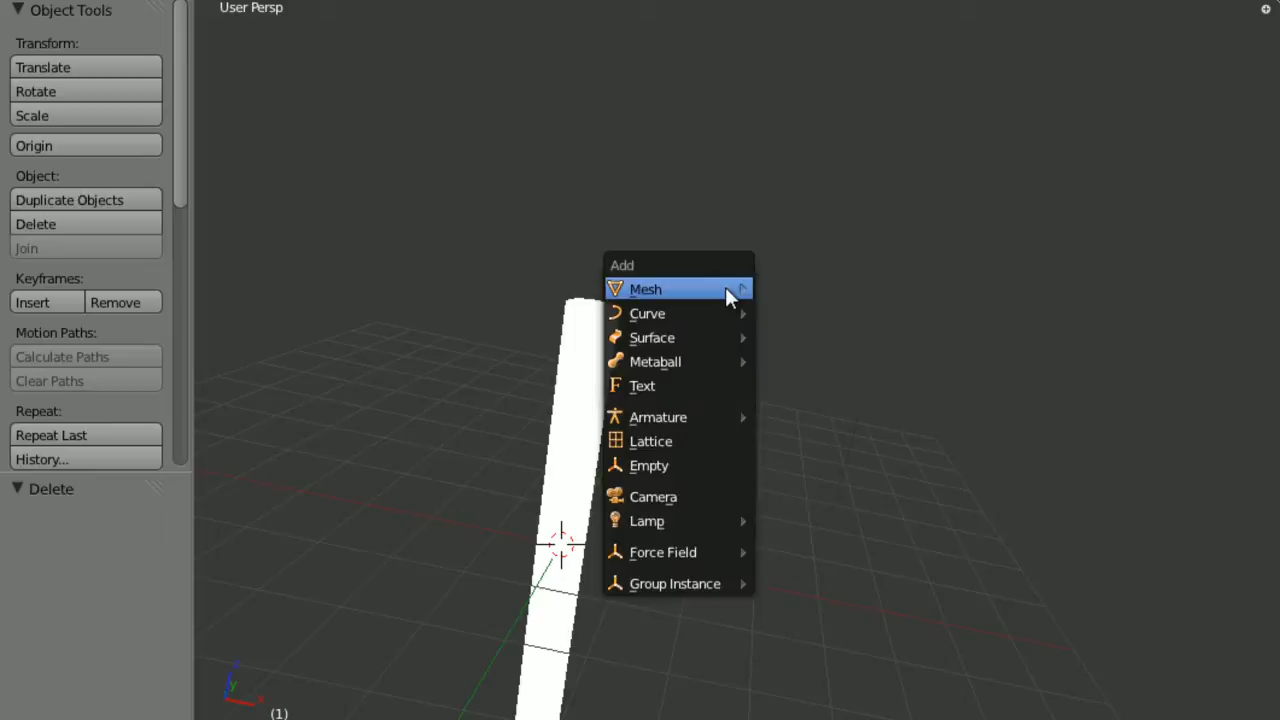 Object Tools
Transform:
Translate
Rotate
Scale
Origin
Object:
Duplicate Objects
Delete
Join
Keyframes:
Insert Remove
Motion Paths:
Calculate Paths
Clear Paths
Repeat:
Repeat Last
History...
Delete
User Persp
Add
Mesh
Curve
Surface
Metaball
Text
Armature
Lattice
Empty
Camera
Lamp
Force Field
Group Instance
y
x
(1)